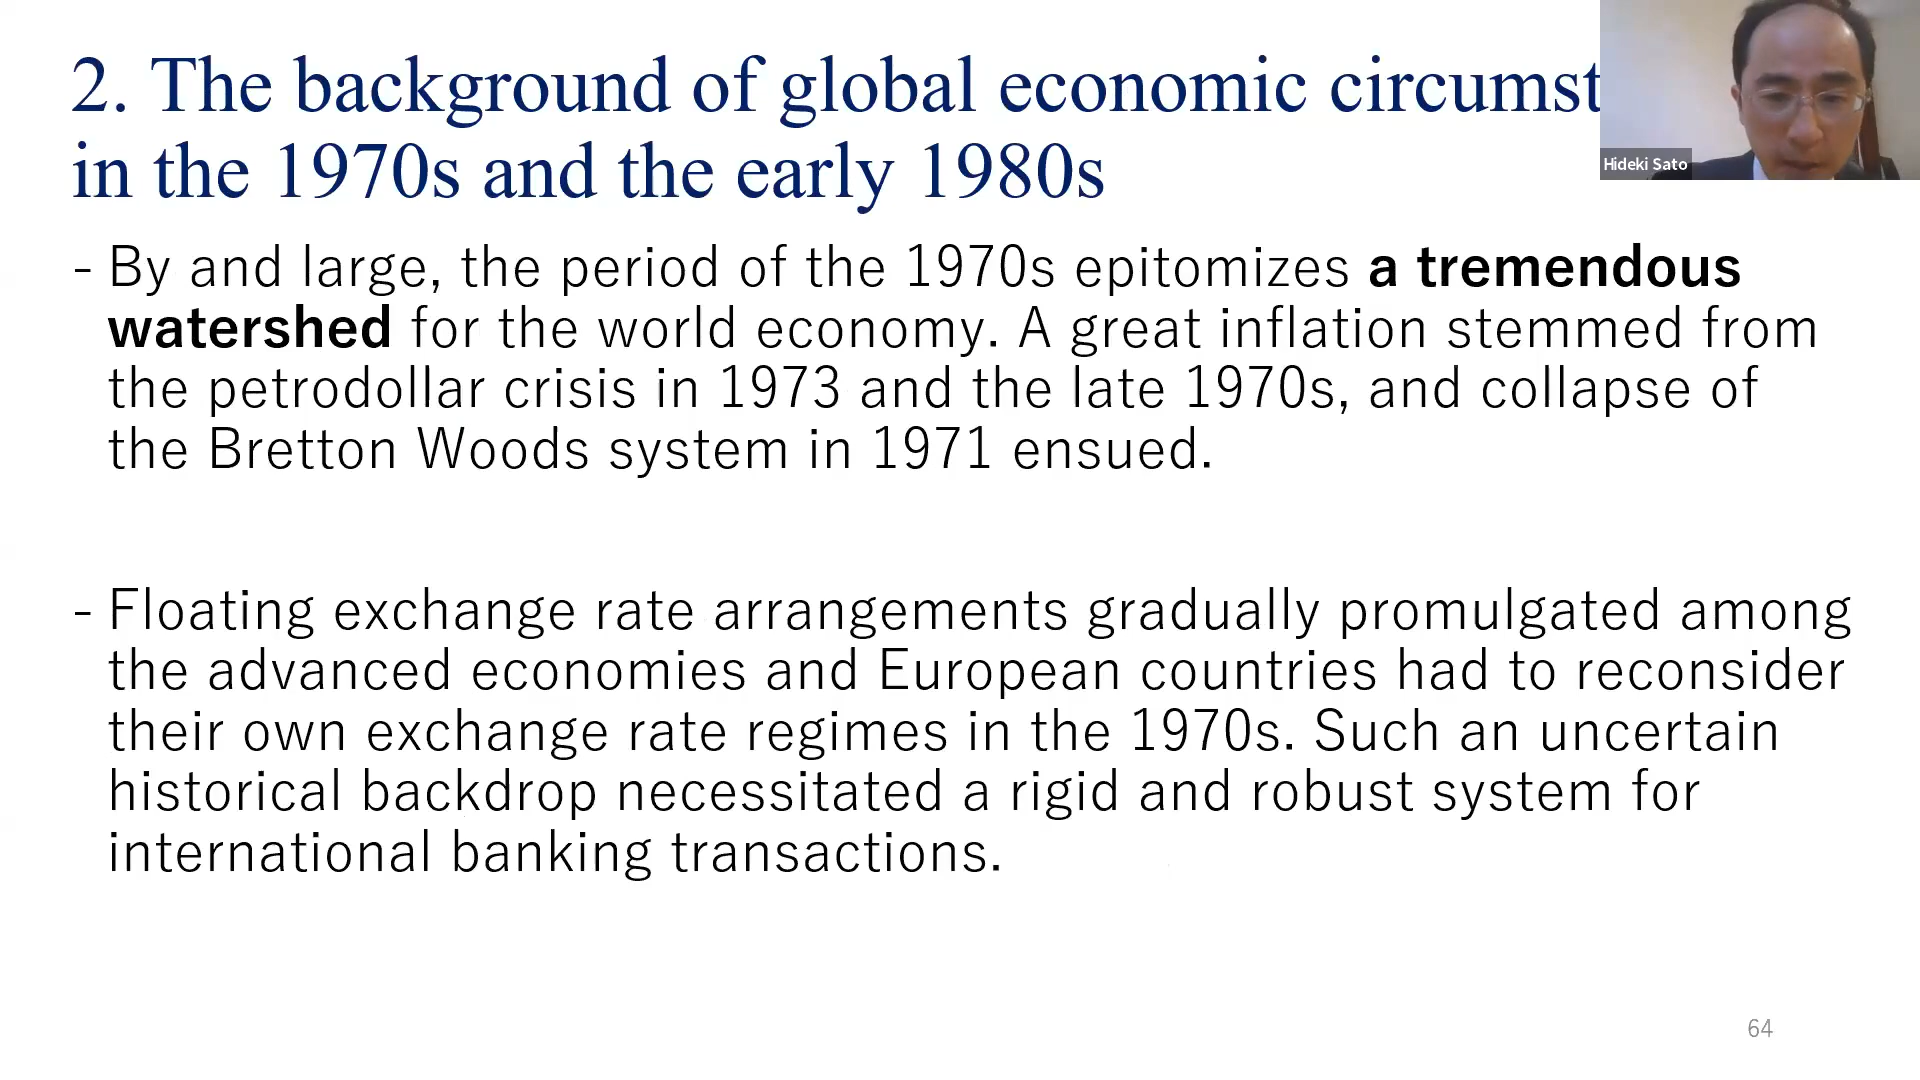 2. The background of global economic circumst
in the 1970s and the early 1980s
Hideki Sato
- By and large, the period of the 1970s epitomizes a tremendous
watershed for the world economy. A great inflation stemmed from
the petrodollar crisis in 1973 and the late 1970s, and collapse of
the Bretton Woods system in 1971 ensued.
- Floating exchange rate arrangements gradually promulgated among
the advanced economies and European countries had to reconsider
their own exchange rate regimes in the 1970s. Such an uncertain
historical backdrop necessitated a rigid and robust system for
international banking transactions.
64